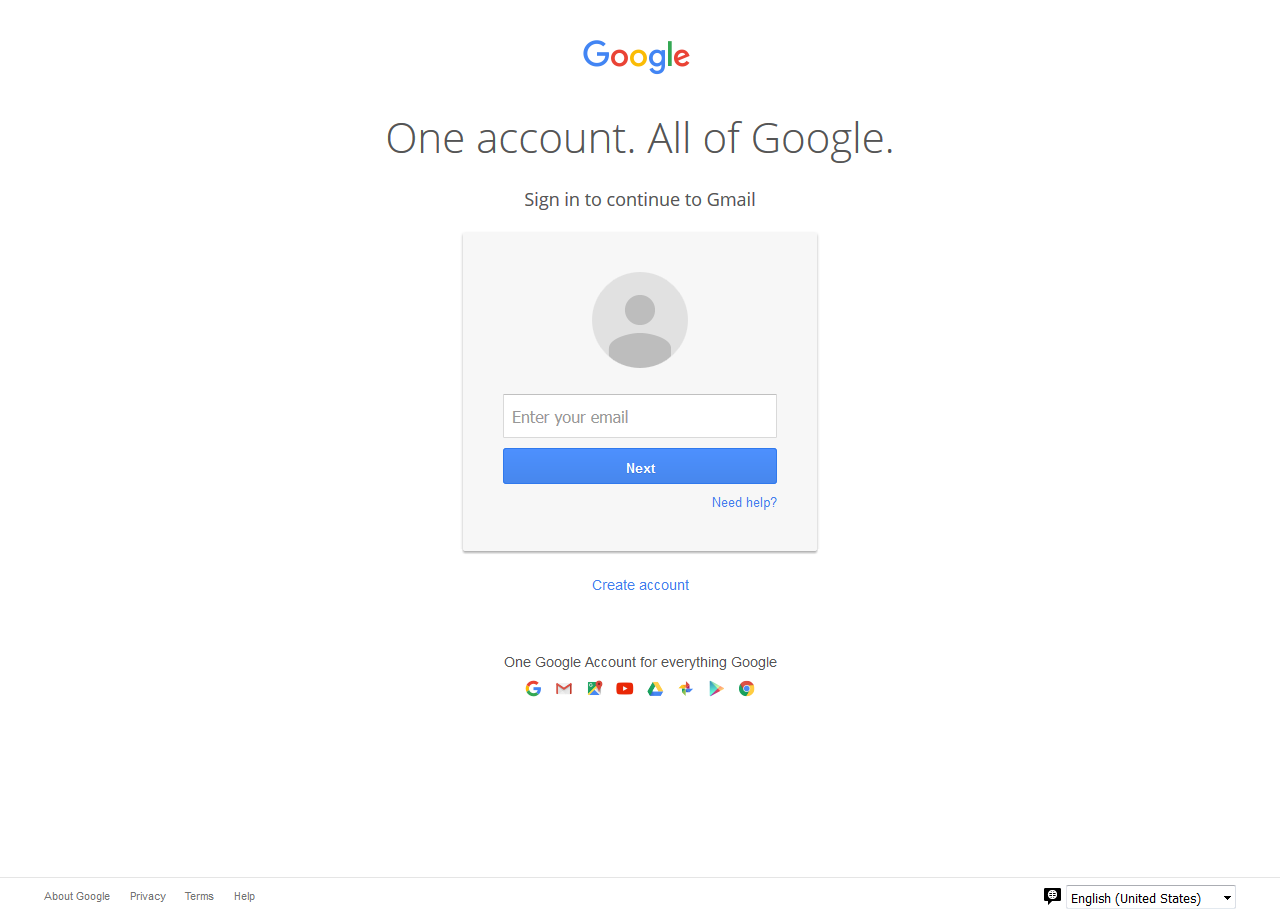 Google
One account. All of Google.
Sign in to continue to Gmail
Enter your email
Next
Need help?
Create account
One Google Account for everything Google
About Google Privacy Terms Help English (United States)